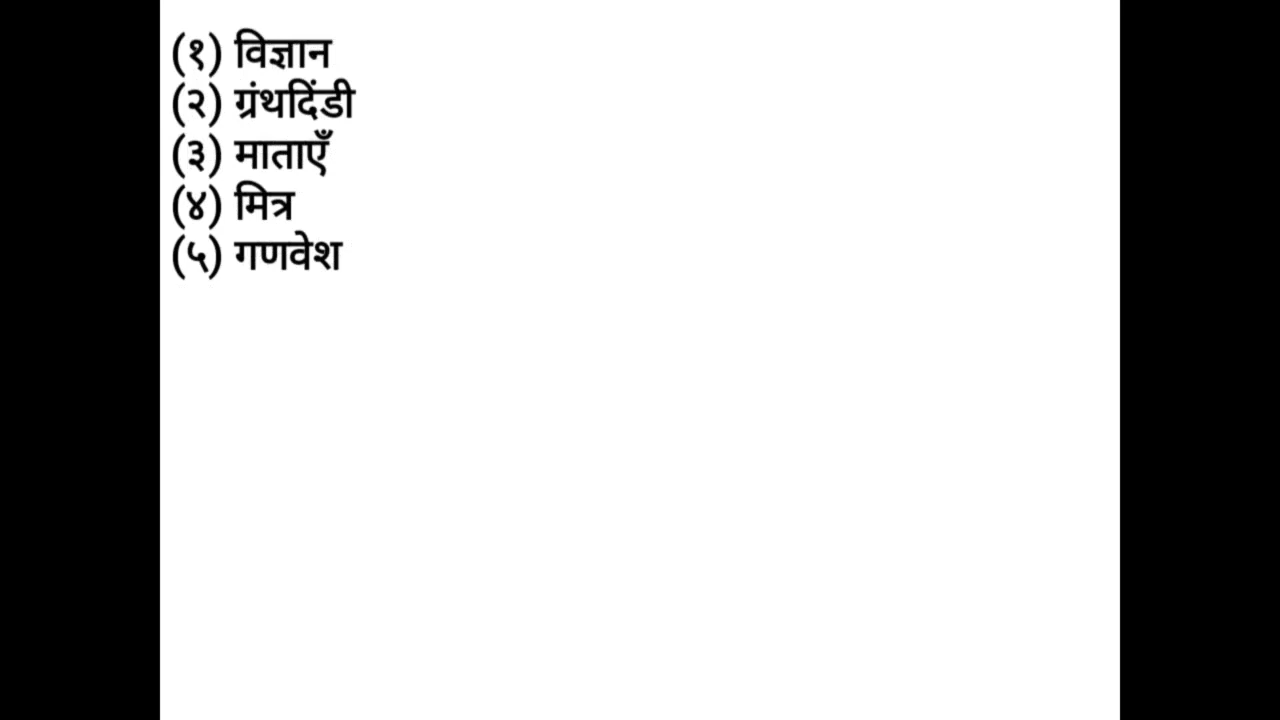 (१) विज्ञान
(२) ग्रंथदिंडी
(३) माताएँ
(४) मित्र
(५) गणवेश